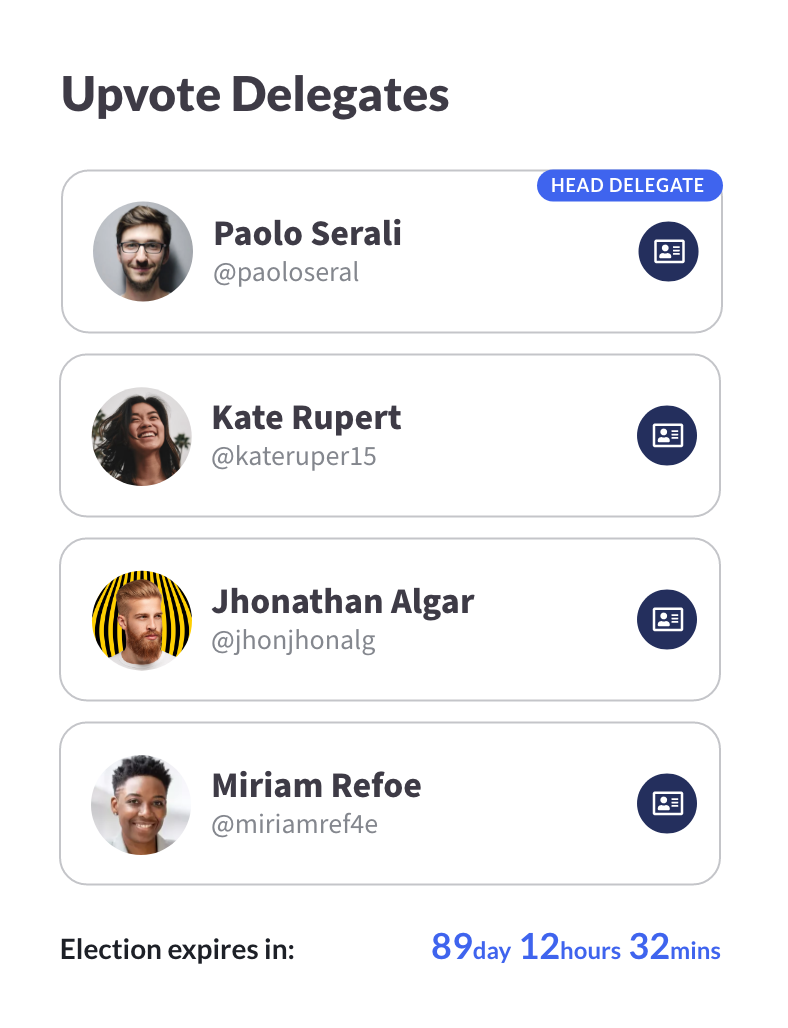 Upvote Delegates
HEAD DELEGATE
Paolo Serali
@paoloseral
Kate Rupert
@kateruper15
Jhonathan Algar
@jhonjhonalg
Miriam Refoe
@miriamref4e
Election expires in: 89day 12hours 32mins